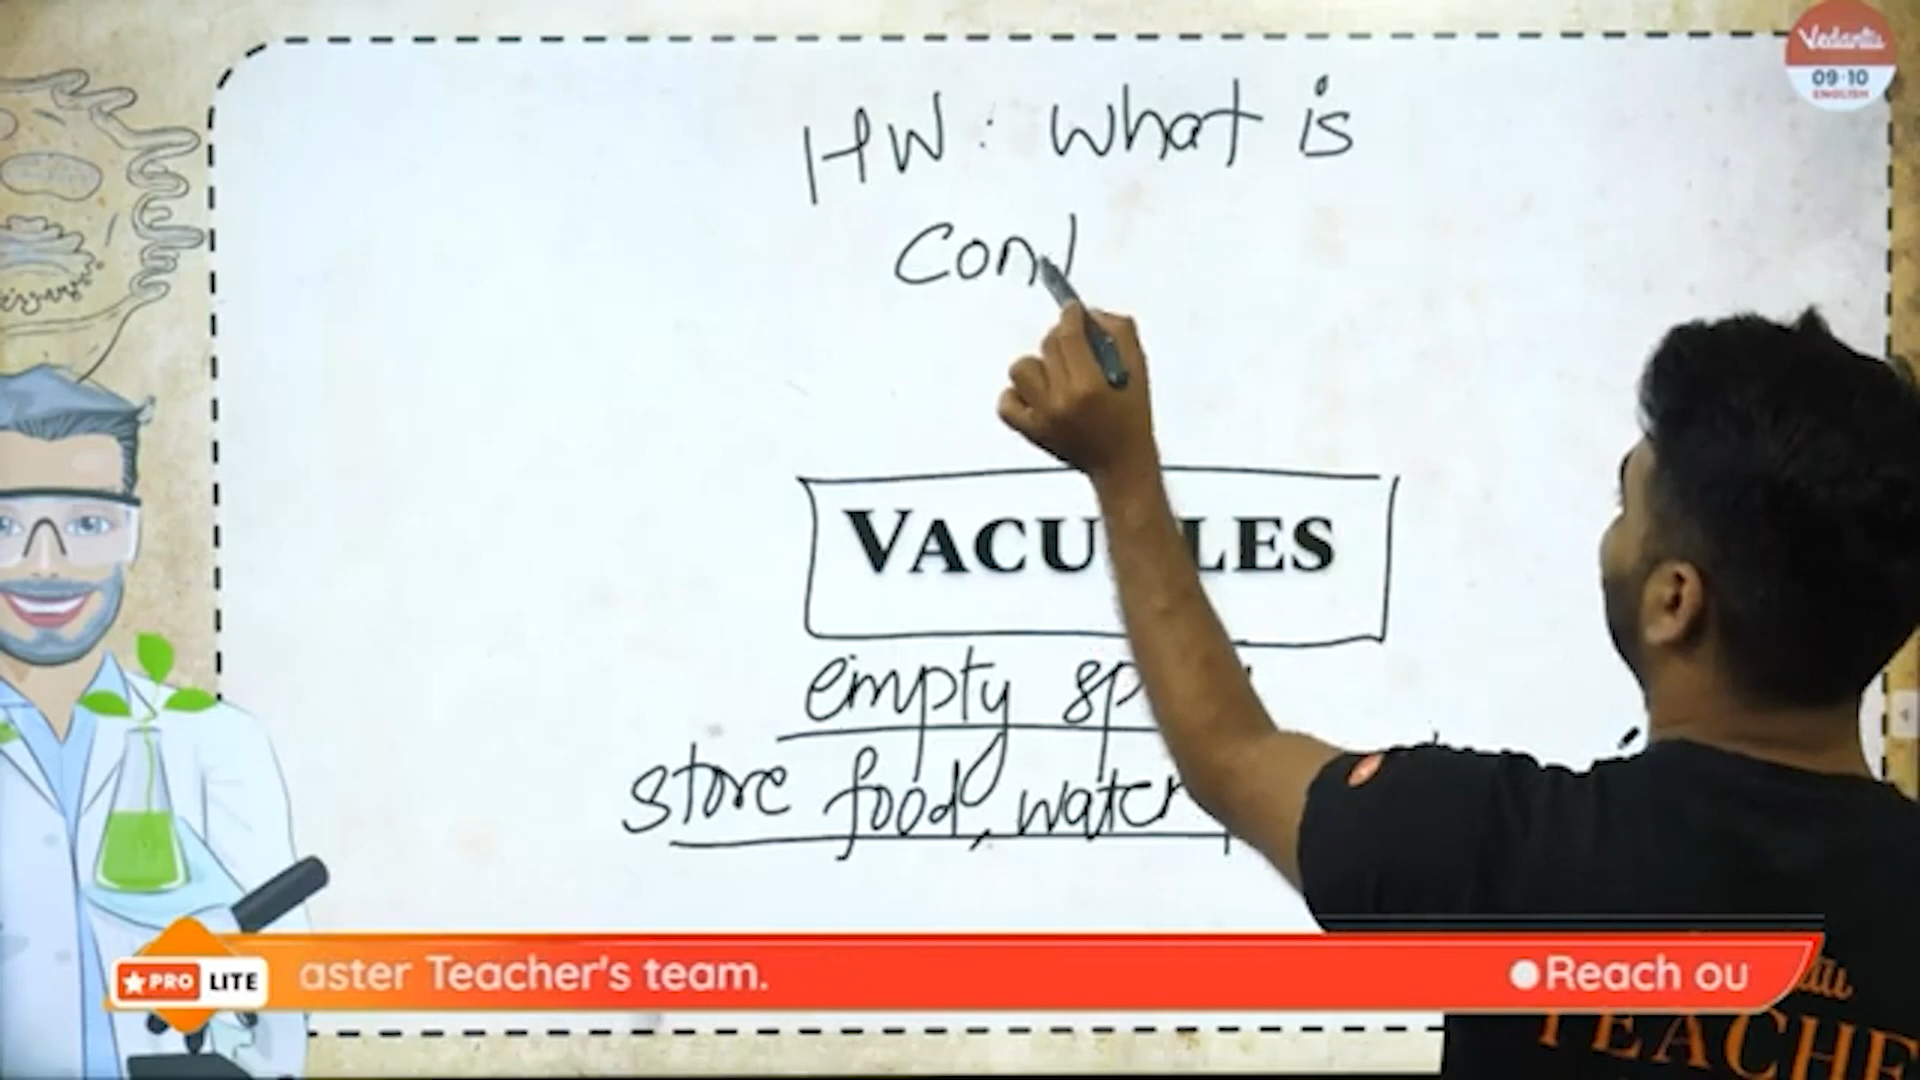 Vedantu
09·10
ENGLISH
HW: What is
Con
VACU LES
empty sp
store food, water
PRO LITE
aster Teacher's team.
Reach ou
TEACHE